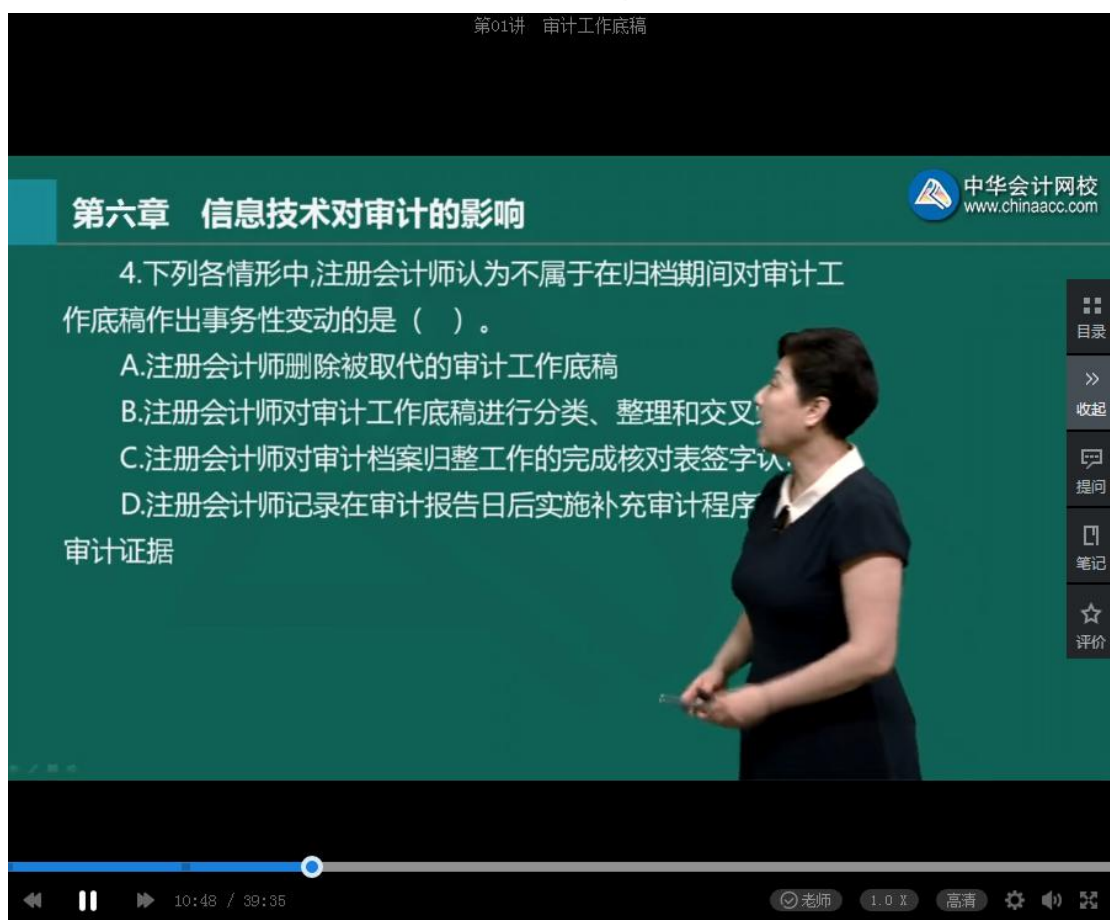 第01讲 审计工作底稿
中华会计网校
www.chinaacc.com
第六章 信息技术对审计的影响
4.下列各情形中,注册会计师认为不属于在归档期间对审计工
作底稿作出事务性变动的是( )。
A.注册会计师删除被取代的审计工作底稿
B.注册会计师对审计工作底稿进行分类、整理和交叉
C.注册会计师对审计档案归整工作的完成核对表签字认
D.注册会计师记录在审计报告日后实施补充审计程序
审计证据
目录
收起
提问
笔记
评价
10:48 / 39:35
老师
1.0 X
高清